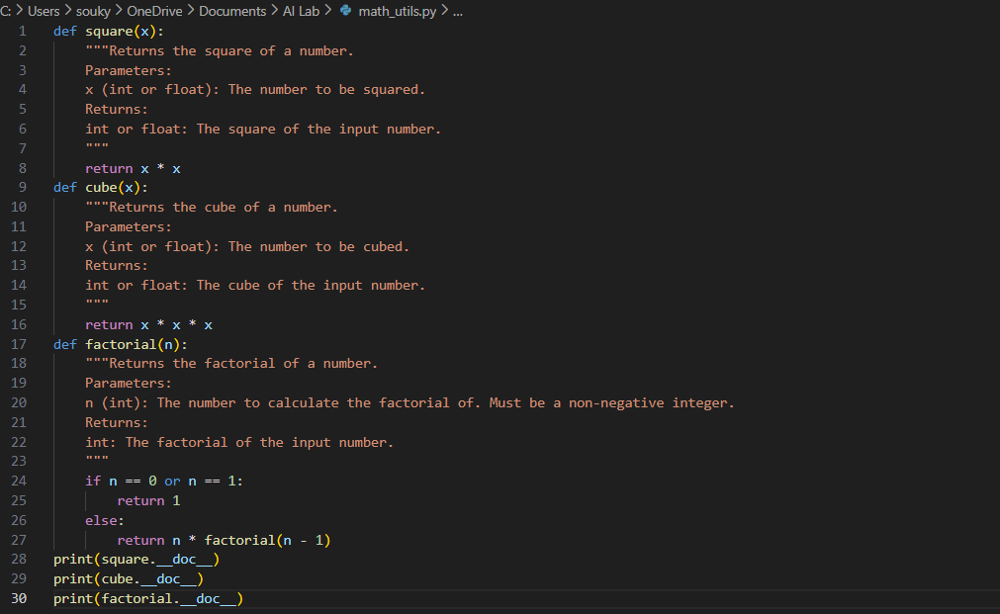 C: > Users > souky > OneDrive > Documents > AI Lab > math_utils.py > ...
1 def square(x):
2     """Returns the square of a number.
3     Parameters:
4     x (int or float): The number to be squared.
5     Returns:
6     int or float: The square of the input number.
7     """
8     return x * x
9 def cube(x):
10     """Returns the cube of a number.
11     Parameters:
12     x (int or float): The number to be cubed.
13     Returns:
14     int or float: The cube of the input number.
15     """
16     return x * x * x
17 def factorial(n):
18     """Returns the factorial of a number.
19     Parameters:
20     n (int): The number to calculate the factorial of. Must be a non-negative integer.
21     Returns:
22     int: The factorial of the input number.
23     """
24     if n == 0 or n == 1:
25         return 1
26     else:
27         return n * factorial(n - 1)
28 print(square.__doc__)
29 print(cube.__doc__)
30 print(factorial.__doc__)